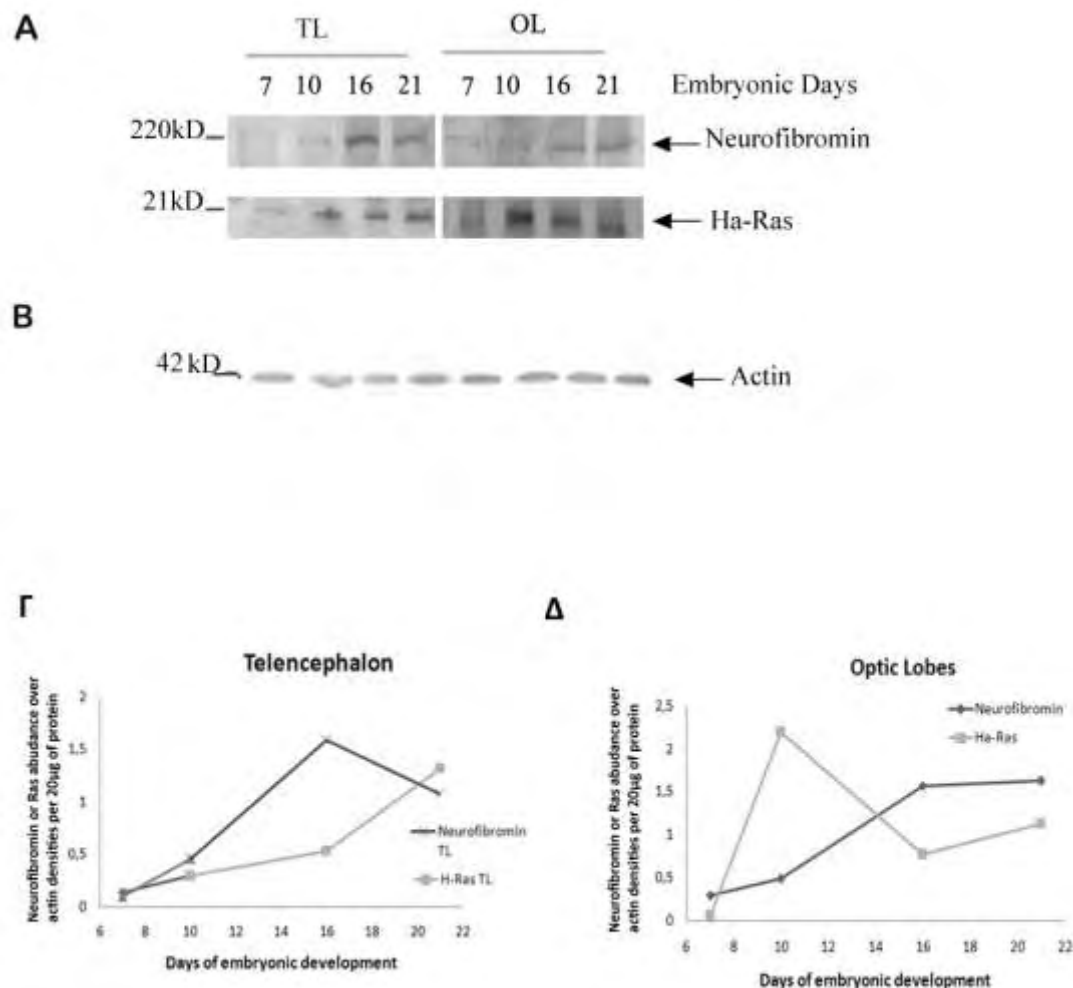 A
TL OL
7 10 16 21 7 10 16 21 Embryonic Days
220kD
Neurofibromin
21kD
Ha-Ras
B
42 kD
Actin
Γ
Telencephalon
Neurofibromin or Ras abudance over
actin densities per 20μg of protein
2
1,5
1
0,5
0
6 8 10 12 14 16 18 20 22
Days of embryonic development
Neurofibromin
TL
H-Ras TL
Δ
Optic Lobes
Neurofibromin or Ras abudance over
actin densities per 20μg of protein
2,5
2
1,5
1
0,5
0
6 8 10 12 14 16 18 20 22
Days of embryonic development
Neurofibromin
Ha-Ras